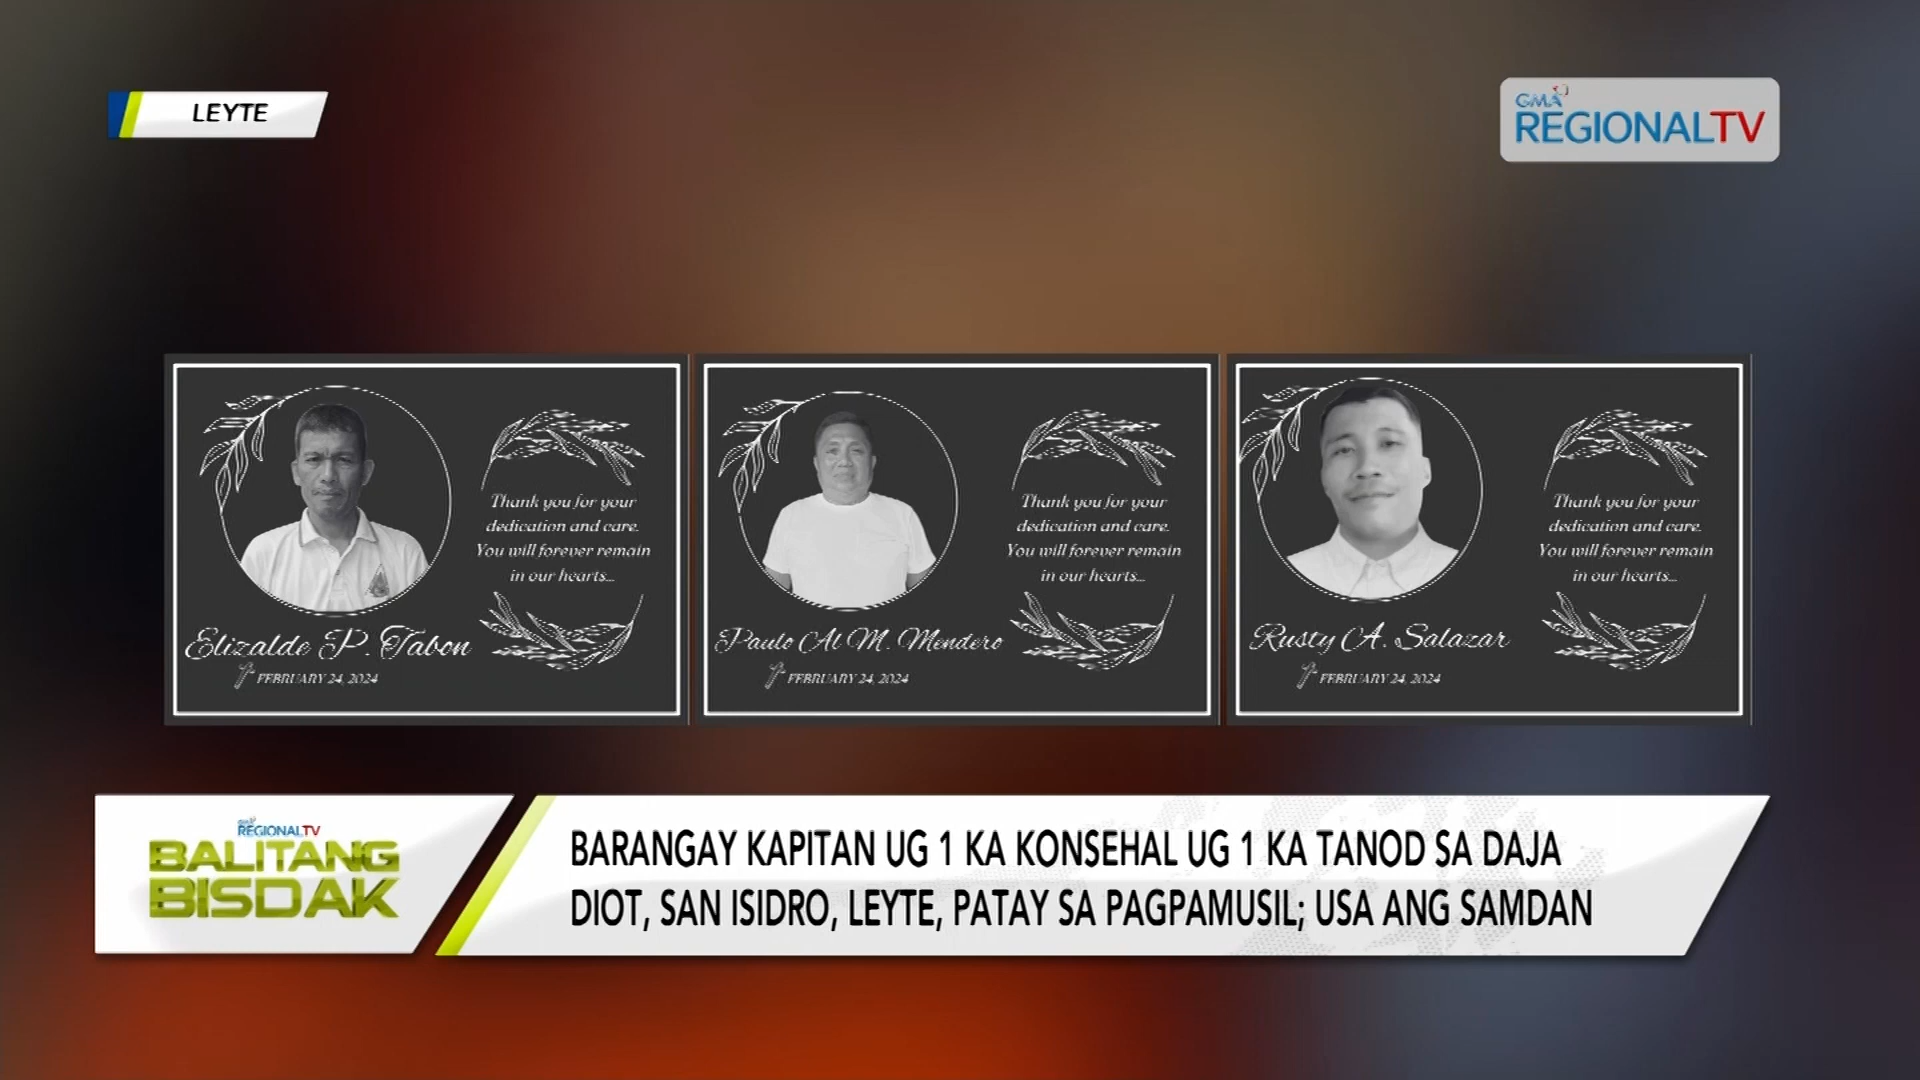 LEYTE
GMA
REGIONALTV
Thank you for your
dedication and care.
You will forever remain
in our hearts...
Elizalde P. Tabon
FEBRUARY 24, 2024
Thank you for your
dedication and care.
You will forever remain
in our hearts...
Paulo Al M. Mendero
FEBRUARY 24, 2024
Thank you for your
dedication and care.
You will forever remain
in our hearts...
Rusty A. Salazar
FEBRUARY 24, 2024
GMA
REGIONALTV
BALITANG
BISDAK
BARANGAY KAPITAN UG 1 KA KONSEHAL UG 1 KA TANOD SA DAJA
DIOT, SAN ISIDRO, LEYTE, PATAY SA PAGPAMUSIL; USA ANG SAMDAN